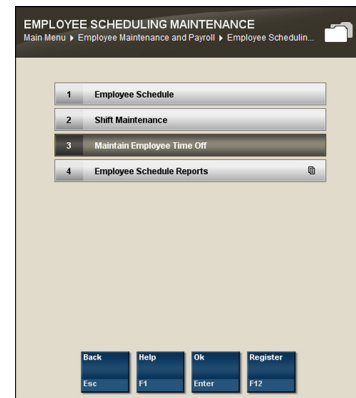 EMPLOYEE SCHEDULING MAINTENANCE
Main Menu ▸ Employee Maintenance and Payroll ▸ Employee Schedulin...
1 Employee Schedule
2 Shift Maintenance
3 Maintain Employee Time Off
4 Employee Schedule Reports
Back Help Ok Register
Esc F1 Enter F12